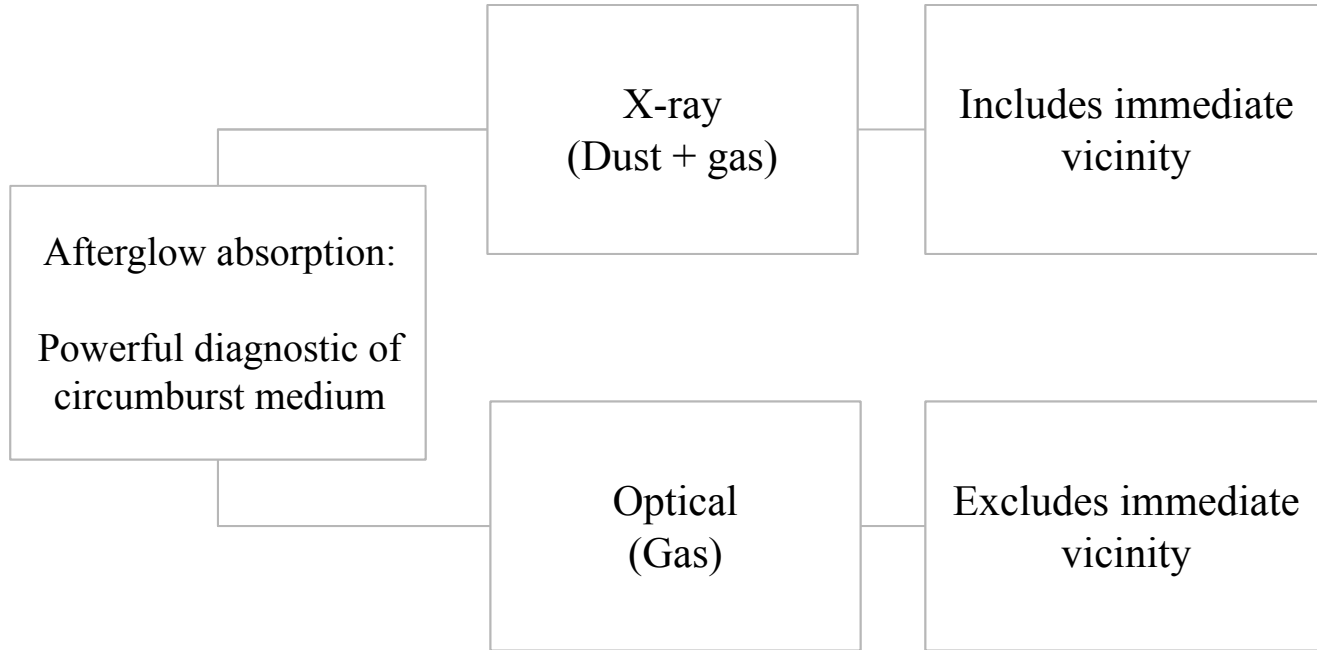 Afterglow absorption:
Powerful diagnostic of
circumburst medium
X-ray
(Dust + gas)
Includes immediate
vicinity
Optical
(Gas)
Excludes immediate
vicinity